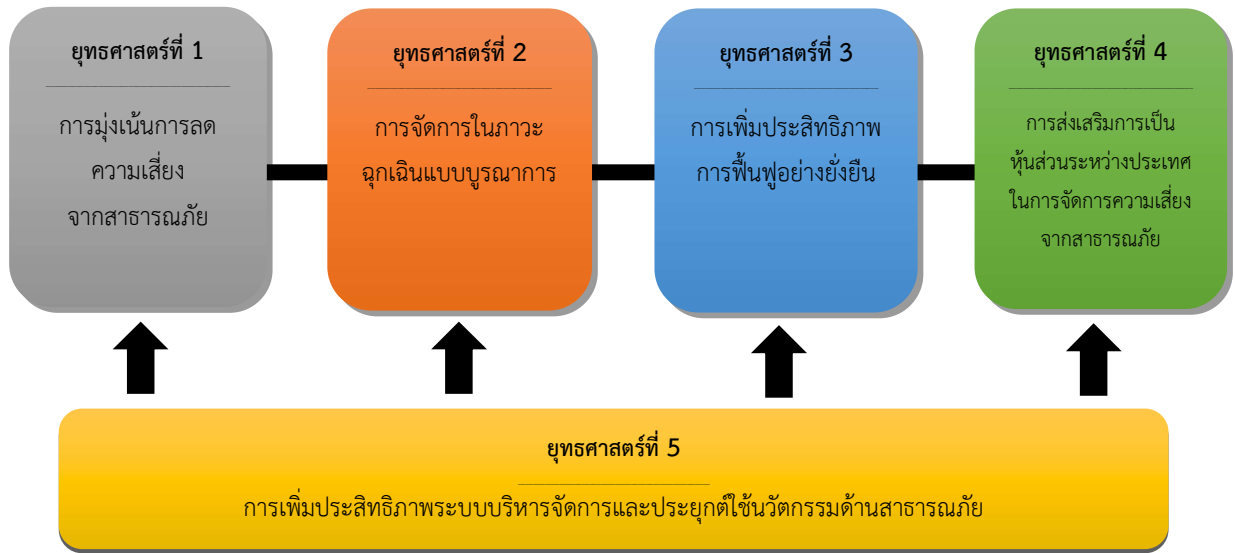 ยุทธศาสตร์ที่ 1
การมุ่งเน้นการลด
ความเสี่ยง
จากสาธารณภัย
ยุทธศาสตร์ที่ 2
การจัดการในภาวะ
ฉุกเฉินแบบบูรณาการ
ยุทธศาสตร์ที่ 3
การเพิ่มประสิทธิภาพ
การฟื้นฟูอย่างยั่งยืน
ยุทธศาสตร์ที่ 4
การส่งเสริมการเป็น
หุ้นส่วนระหว่างประเทศ
ในการจัดการความเสี่ยง
จากสาธารณภัย
ยุทธศาสตร์ที่ 5
การเพิ่มประสิทธิภาพระบบบริหารจัดการและประยุกต์ใช้นวัตกรรมด้านสาธารณภัย